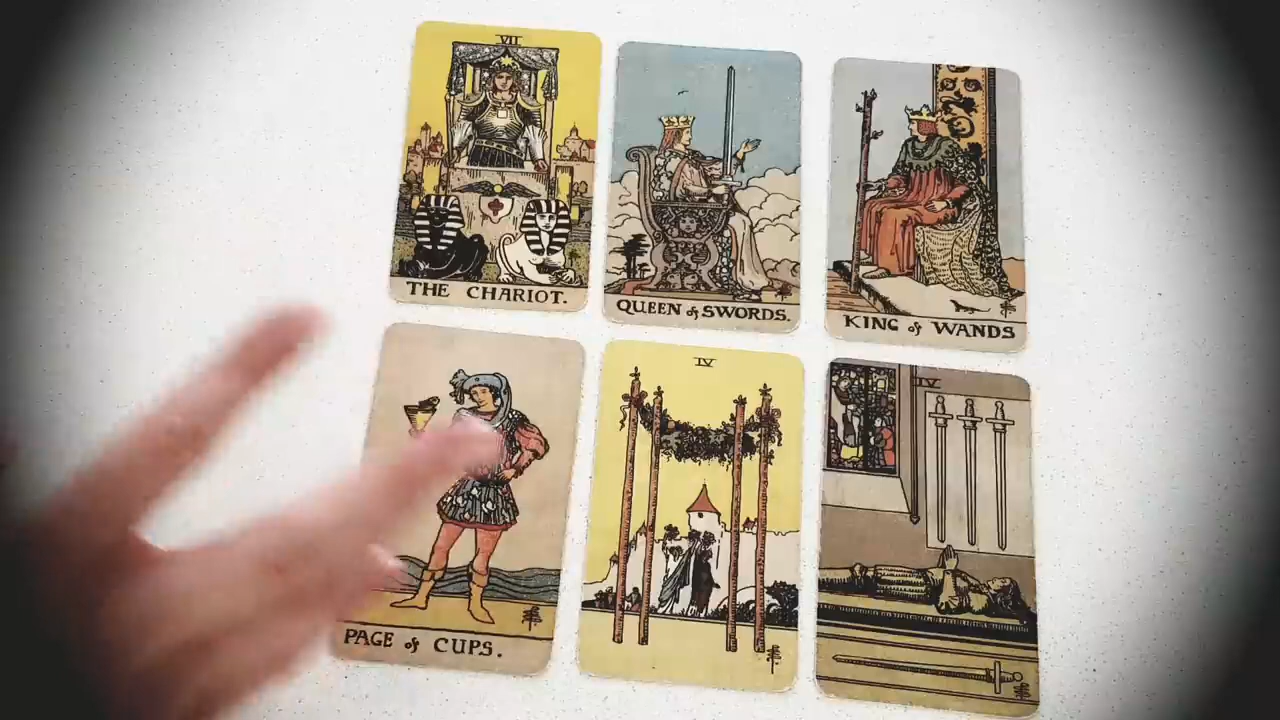 VII
THE CHARIOT.
QUEEN of SWORDS.
KING of WANDS
PAGE of CUPS.
IV
IV